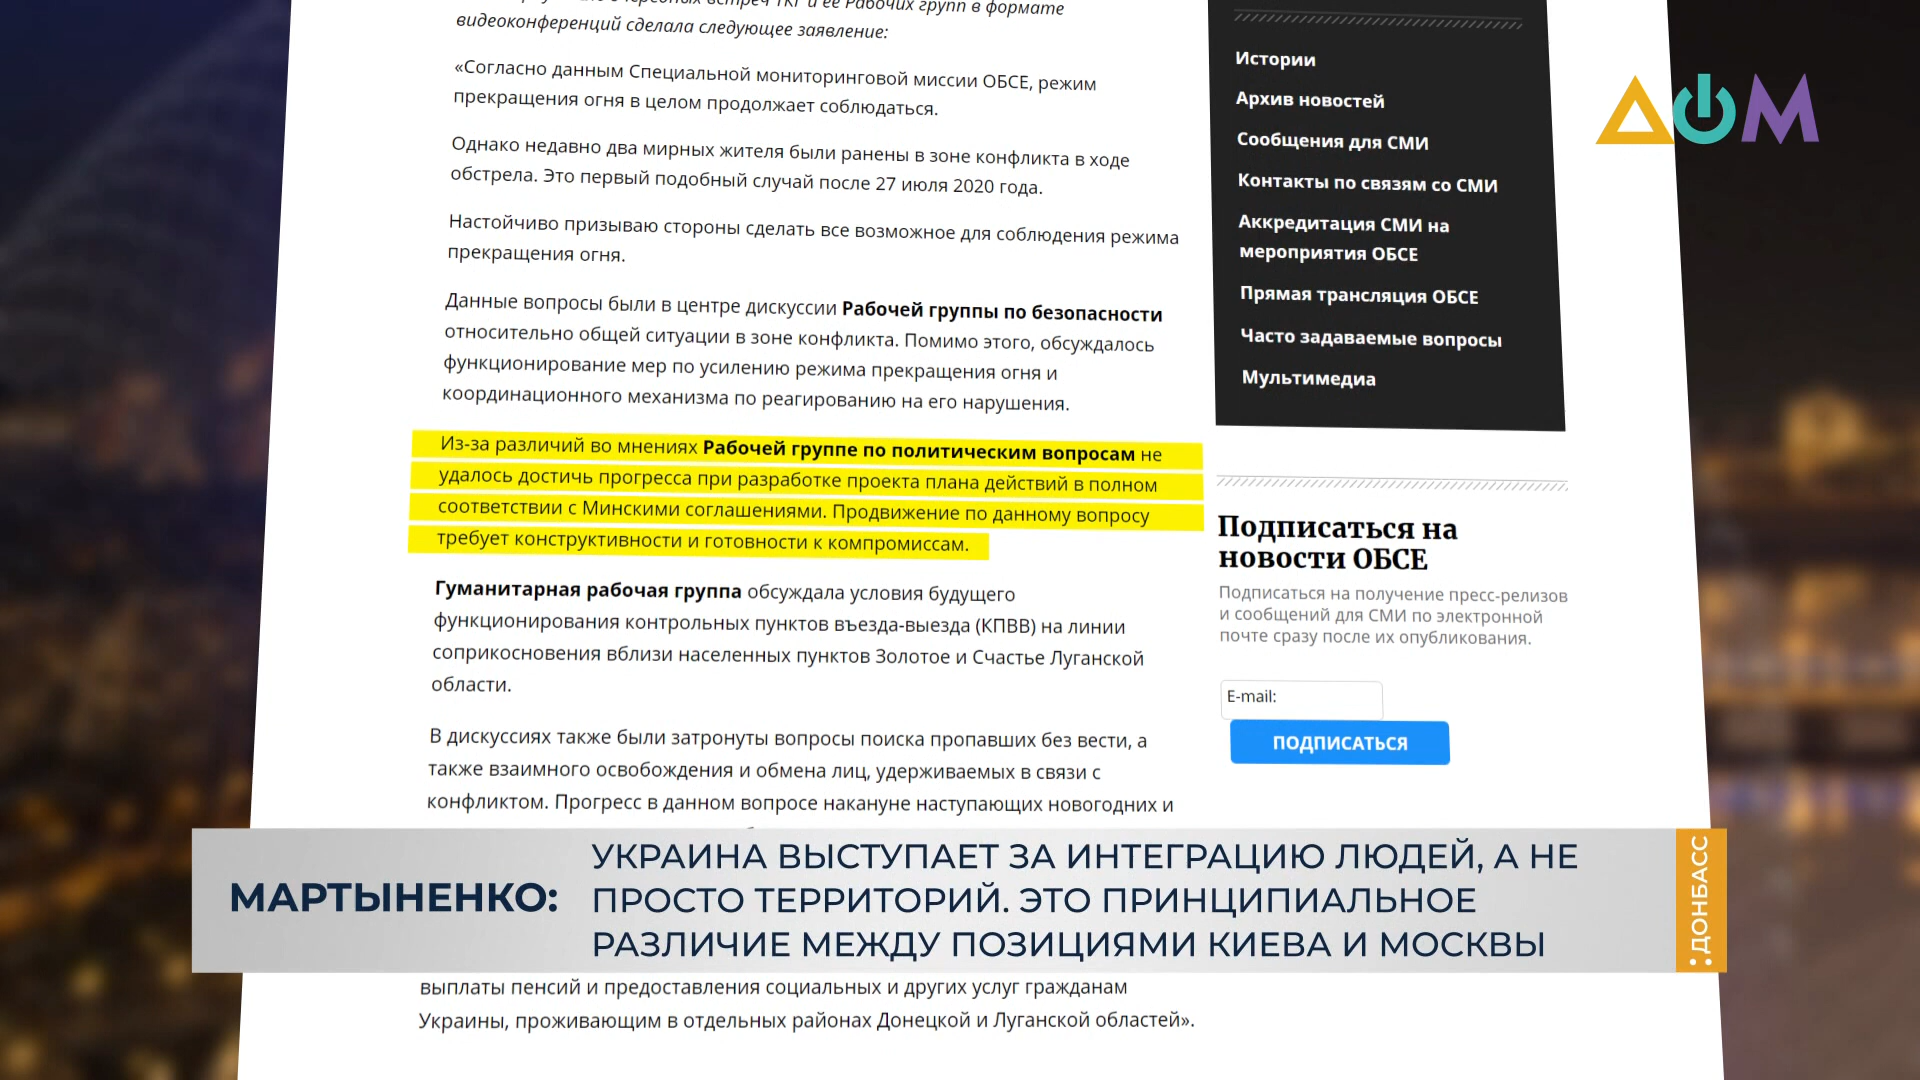 встреч ТКГ и ее Рабочих групп в формате
видеоконференций сделала следующее заявление:
«Согласно данным Специальной мониторинговой миссии ОБСЕ, режим
прекращения огня в целом продолжает соблюдаться.
Однако недавно два мирных жителя были ранены в зоне конфликта в ходе
обстрела. Это первый подобный случай после 27 июля 2020 года.
Настойчиво призываю стороны сделать все возможное для соблюдения режима
прекращения огня.
Данные вопросы были в центре дискуссии Рабочей группы по безопасности
относительно общей ситуации в зоне конфликта. Помимо этого, обсуждалось
функционирование мер по усилению режима прекращения огня и
координационного механизма по реагированию на его нарушения.
Из-за различий во мнениях Рабочей группе по политическим вопросам не
удалось достичь прогресса при разработке проекта плана действий в полном
соответствии с Минскими соглашениями. Продвижение по данному вопросу
требует конструктивности и готовности к компромиссам.
Гуманитарная рабочая группа обсуждала условия будущего
функционирования контрольных пунктов въезда-выезда (КПВВ) на линии
соприкосновения вблизи населенных пунктов Золотое и Счастье Луганской
области.
В дискуссиях также были затронуты вопросы поиска пропавших без вести, а
также взаимного освобождения и обмена лиц, удерживаемых в связи с
конфликтом. Прогресс в данном вопросе накануне наступающих новогодних и
выплаты пенсий и предоставления социальных и других услуг гражданам
Украины, проживающим в отдельных районах Донецкой и Луганской областей».
Истории
Архив новостей
Сообщения для СМИ
Контакты по связям со СМИ
Аккредитация СМИ на
мероприятия ОБСЕ
Прямая трансляция ОБСЕ
Часто задаваемые вопросы
Мультимедиа
Подписаться на
новости ОБСЕ
Подписаться на получение пресс-релизов
и сообщений для СМИ по электронной
почте сразу после их опубликования.
E-mail:
ПОДПИСАТЬСЯ
ДОМ
МАРТЫНЕНКО:
УКРАИНА ВЫСТУПАЕТ ЗА ИНТЕГРАЦИЮ ЛЮДЕЙ, А НЕ
ПРОСТО ТЕРРИТОРИЙ. ЭТО ПРИНЦИПИАЛЬНОЕ
РАЗЛИЧИЕ МЕЖДУ ПОЗИЦИЯМИ КИЕВА И МОСКВЫ
:ДОНБАСС